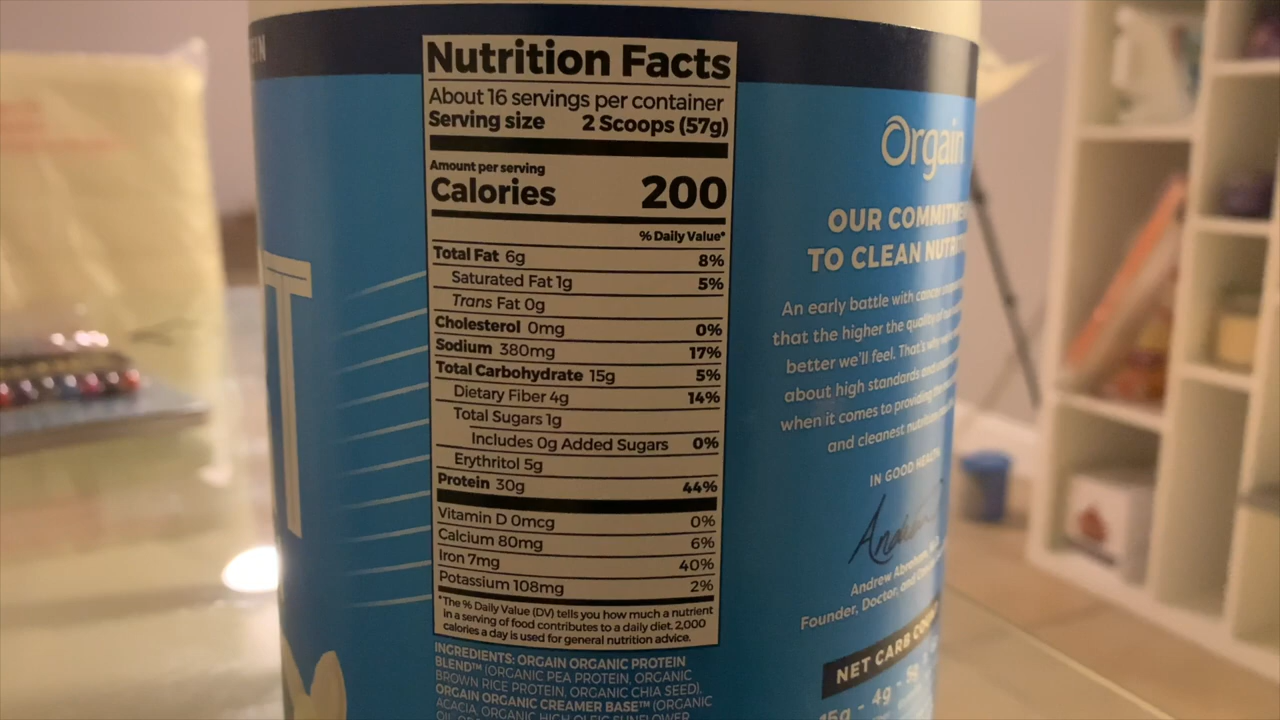 T
Nutrition Facts
About 16 servings per container
Serving size 2 Scoops (57g)
Amount per serving
Calories 200
% Daily Value*
Total Fat 6g 8%
Saturated Fat 1g 5%
Trans Fat 0g
Cholesterol 0mg 0%
Sodium 380mg 17%
Total Carbohydrate 15g 5%
Dietary Fiber 4g 14%
Total Sugars 1g
Includes 0g Added Sugars 0%
Erythritol 5g
Protein 30g 44%
Vitamin D 0mcg 0%
Calcium 80mg 6%
Iron 7mg 40%
Potassium 108mg 2%
*The % Daily Value (DV) tells you how much a nutrient
in a serving of food contributes to a daily diet. 2,000
calories a day is used for general nutrition advice.
INGREDIENTS: ORGAIN ORGANIC PROTEIN
BLEND™ (ORGANIC PEA PROTEIN, ORGANIC
BROWN RICE PROTEIN, ORGANIC CHIA SEED),
ORGAIN ORGANIC CREAMER BASE™ (ORGANIC
ACACIA, ORGANIC HIGH OLEIC SUNFLOWER
Orgain
OUR
TO CLEAN
An early battle with cancer
that the higher the quality of
better we'll feel. That's why
about high standards
when it comes to providing
and cleanest
IN GOOD HEALTH
Andrew
Founder, Doctor, and
NET CARB
15g - 4g - 5g